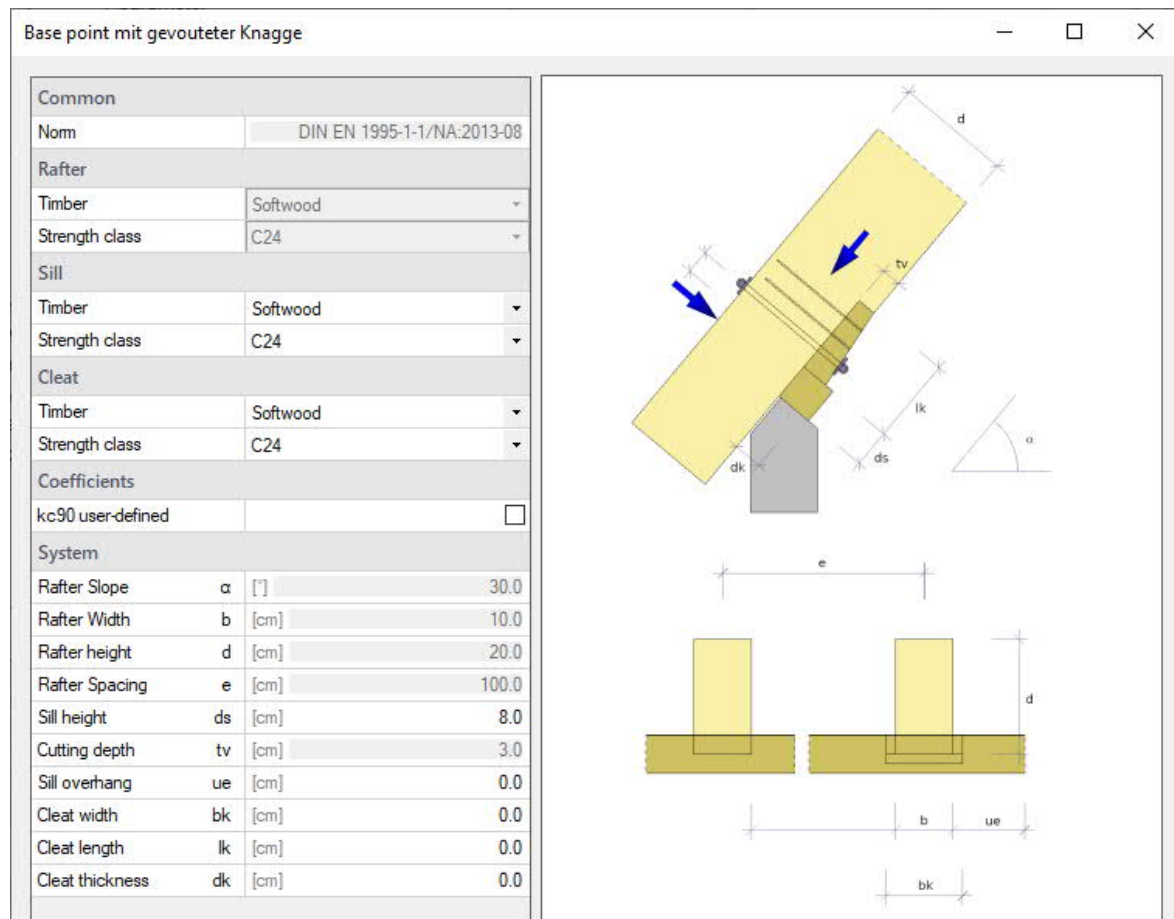 Base point mit gevouteter Knagge
Common
Norm DIN EN 1995-1-1/NA:2013-08
Rafter
Timber Softwood
Strength class C24
Sill
Timber Softwood
Strength class C24
Cleat
Timber Softwood
Strength class C24
Coefficients
kc90 user-defined
System
Rafter Slope α [°] 30.0
Rafter Width b [cm] 10.0
Rafter height d [cm] 20.0
Rafter Spacing e [cm] 100.0
Sill height ds [cm] 8.0
Cutting depth tv [cm] 3.0
Sill overhang ue [cm] 0.0
Cleat width bk [cm] 0.0
Cleat length lk [cm] 0.0
Cleat thickness dk [cm] 0.0
d
tv
lk
α
ds
dk
e
d
b ue
bk